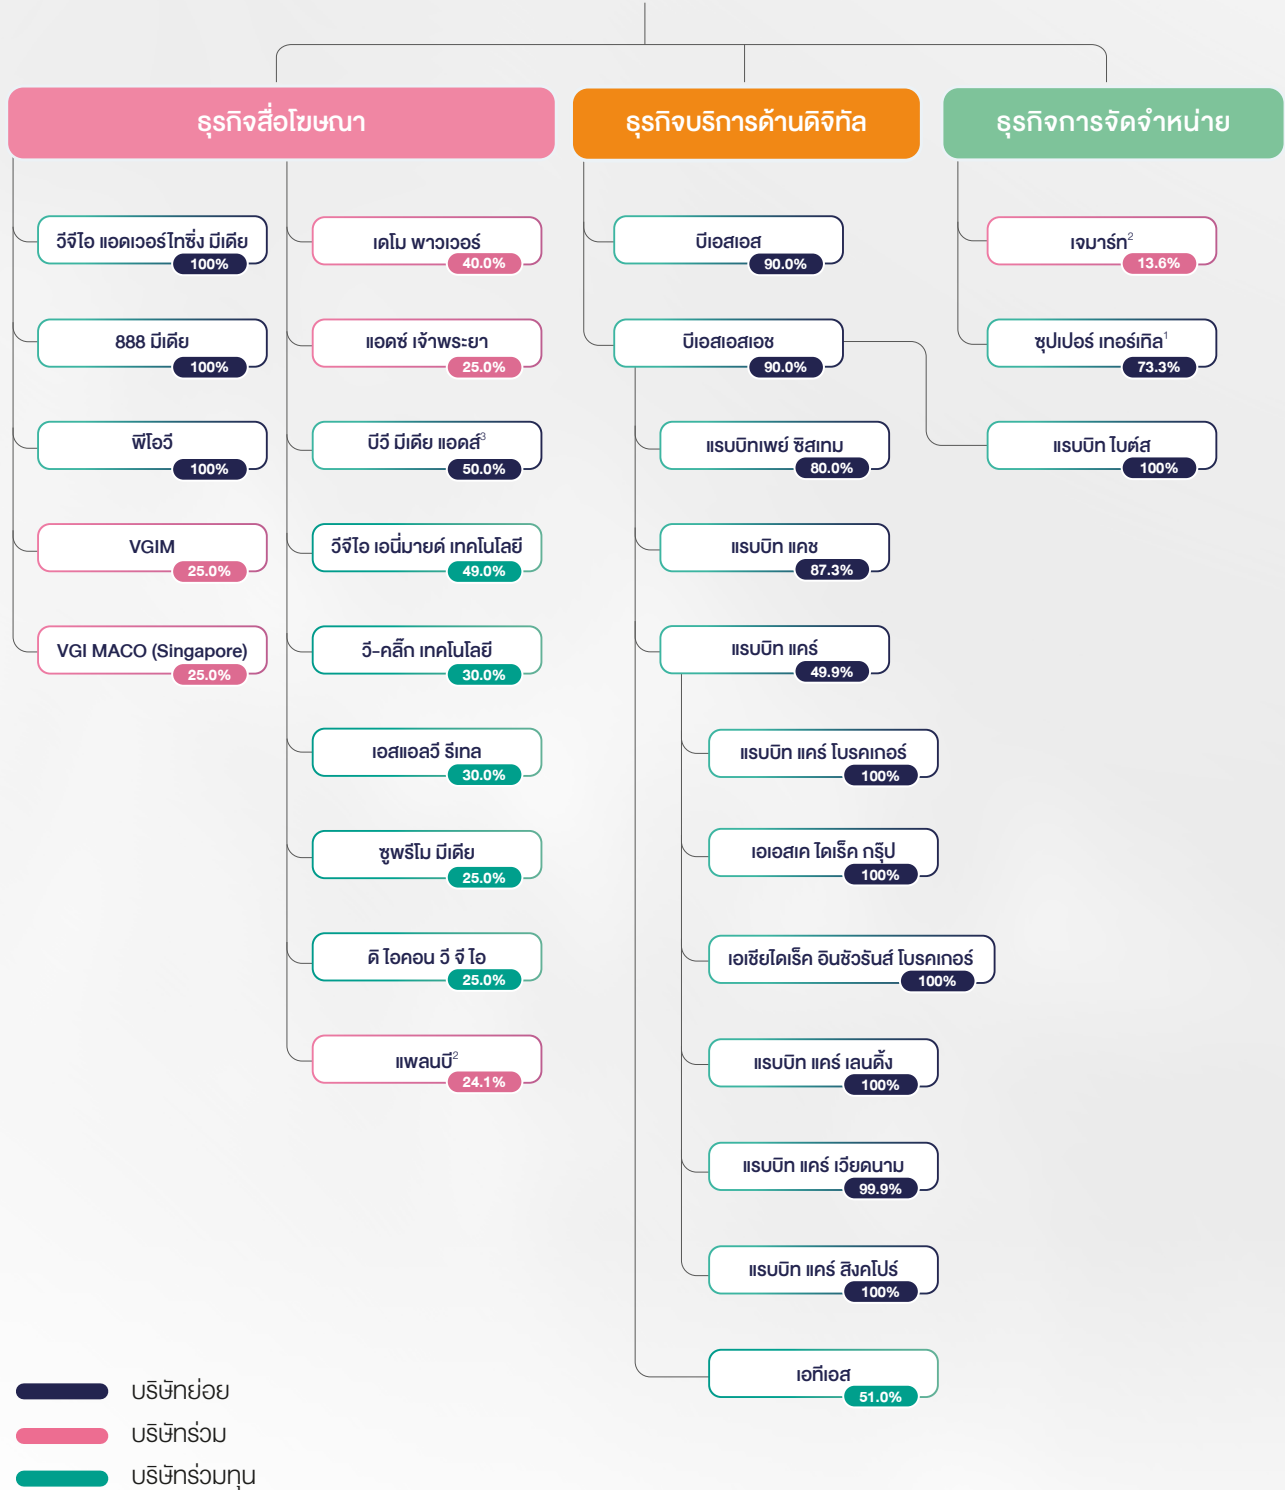 ธุรกิจสื่อโฆษณา
วีจีไอ แอดเวอร์ไทซิ่ง มีเดีย
100%
888 มีเดีย
100%
พีโอวี
100%
VGIM
25.0%
VGI MACO (Singapore)
25.0%
เดโม พาวเวอร์
40.0%
แอดซ์ เจ้าพระยา
25.0%
บีวี มีเดีย แอดส์³
50.0%
วีจีไอ เอนี่มายด์ เทคโนโลยี
49.0%
วี-คลิ๊ก เทคโนโลยี
30.0%
เอสแอลวี รีเทล
30.0%
ซูพรีโม มีเดีย
25.0%
ดิ ไอคอน วี จี ไอ
25.0%
แพลนบี²
24.1%
ธุรกิจบริการด้านดิจิทัล
บีเอสเอส
90.0%
บีเอสเอสเอช
90.0%
แรบบิทเพย์ ซิสเทม
80.0%
แรบบิท แคช
87.3%
แรบบิท แคร์
49.9%
แรบบิท แคร์ โบรคเกอร์
100%
เอเอสเค ไดเร็ค กรุ๊ป
100%
เอเชียไดเร็ค อินชัวรันส์ โบรคเกอร์
100%
แรบบิท แคร์ เลนดิ้ง
100%
แรบบิท แคร์ เวียดนาม
99.9%
แรบบิท แคร์ สิงคโปร์
100%
เอทีเอส
51.0%
ธุรกิจการจัดจำหน่าย
เจมาร์ท²
13.6%
ซุปเปอร์ เทอร์เทิล¹
73.3%
แรบบิท ไบต์ส
100%
บริษัทย่อย
บริษัทร่วม
บริษัทร่วมทุน